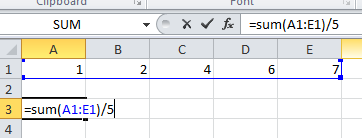 Clipboard Font
SUM =sum(A1:E1)/5
A B C D E
1 1 2 4 6 7
2
3 =sum(A1:E1)/5
4